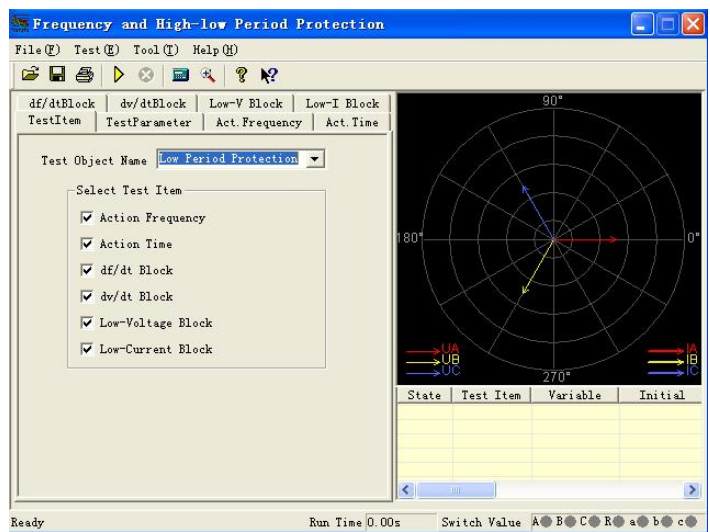 Frequency and High-low Period Protection
File(F) Test(E) Tool(T) Help(H)
df/dtBlock dv/dtBlock Low-V Block Low-I Block
TestItem TestParameter Act.Frequency Act.Time
Test Object Name Low Period Protection
Select Test Item
Action Frequency
Action Time
df/dt Block
dv/dt Block
Low-Voltage Block
Low-Current Block
90°
180°
0°
270°
UA
UB
UC
IA
IB
IC
State Test Item Variable Initial
Ready Run Time 0.00s Switch Value A B C R a b c